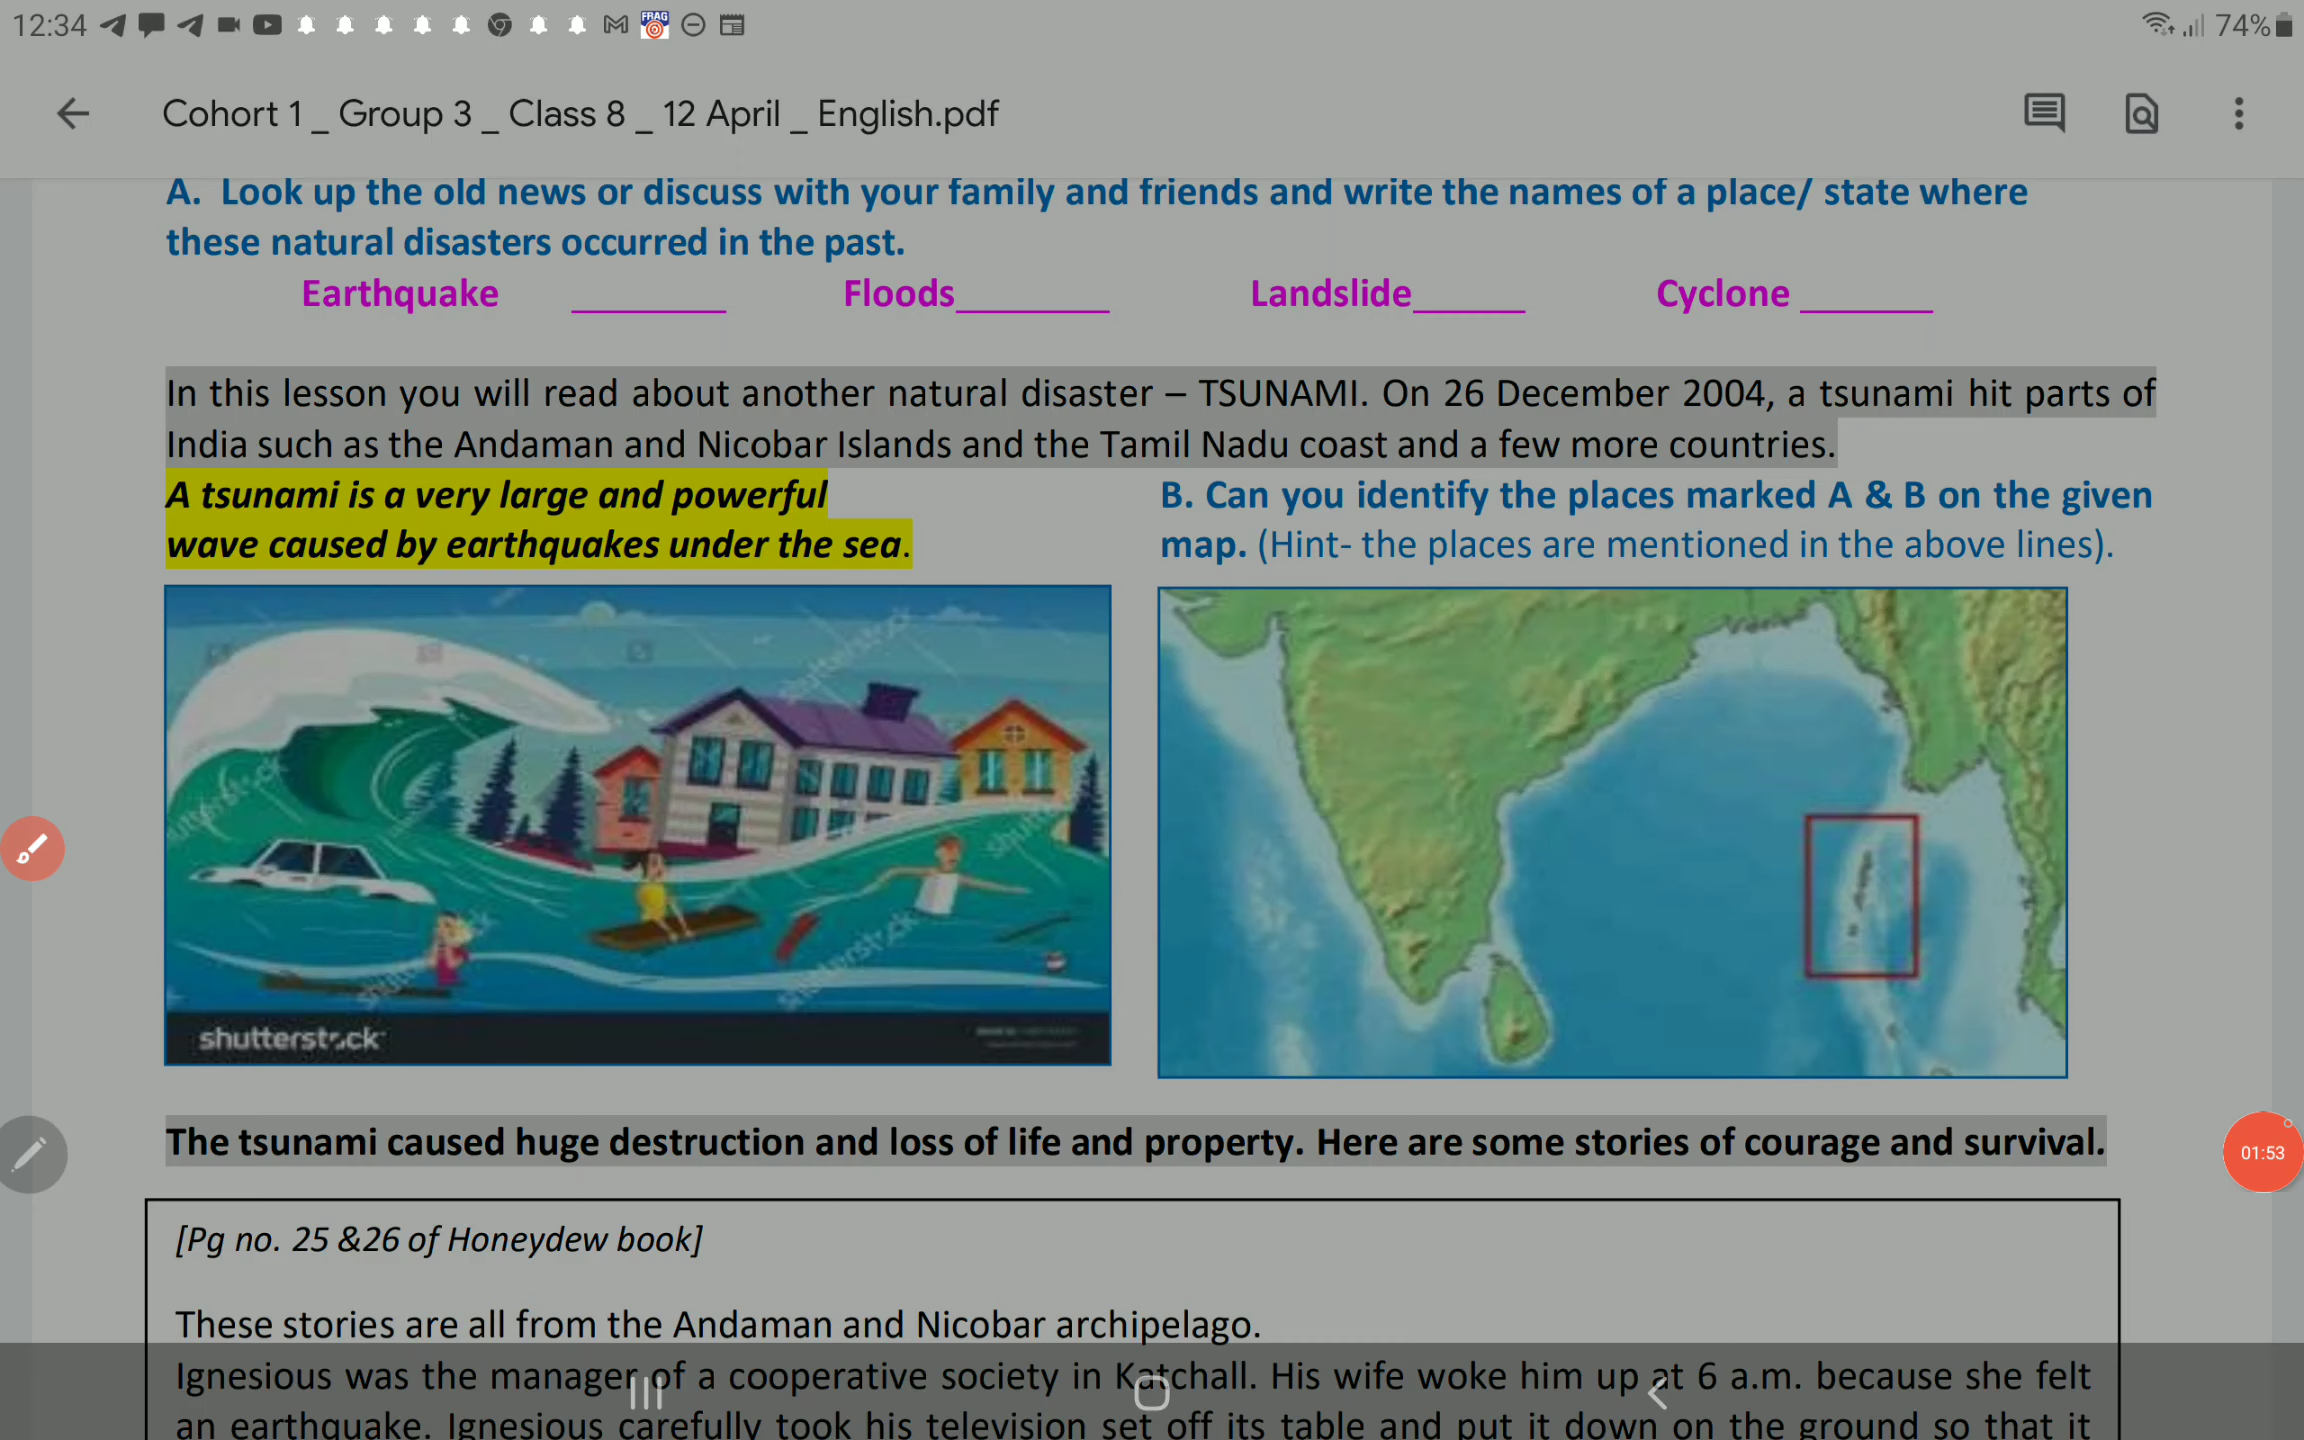 12:34
74%
Cohort 1 _ Group 3 _ Class 8 _ 12 April _ English.pdf
A. Look up the old news or discuss with your family and friends and write the names of a place/ state where
these natural disasters occurred in the past.
Earthquake ________ Floods________ Landslide______ Cyclone _______
In this lesson you will read about another natural disaster – TSUNAMI. On 26 December 2004, a tsunami hit parts of
India such as the Andaman and Nicobar Islands and the Tamil Nadu coast and a few more countries.
A tsunami is a very large and powerful
wave caused by earthquakes under the sea.
B. Can you identify the places marked A & B on the given
map. (Hint- the places are mentioned in the above lines).
shutterstock
The tsunami caused huge destruction and loss of life and property. Here are some stories of courage and survival.
01:53
[Pg no. 25 &26 of Honeydew book]
These stories are all from the Andaman and Nicobar archipelago.
Ignesious was the manager of a cooperative society in Katchall. His wife woke him up at 6 a.m. because she felt
an earthquake. Ignesious carefully took his television set off its table and put it down on the ground so that it